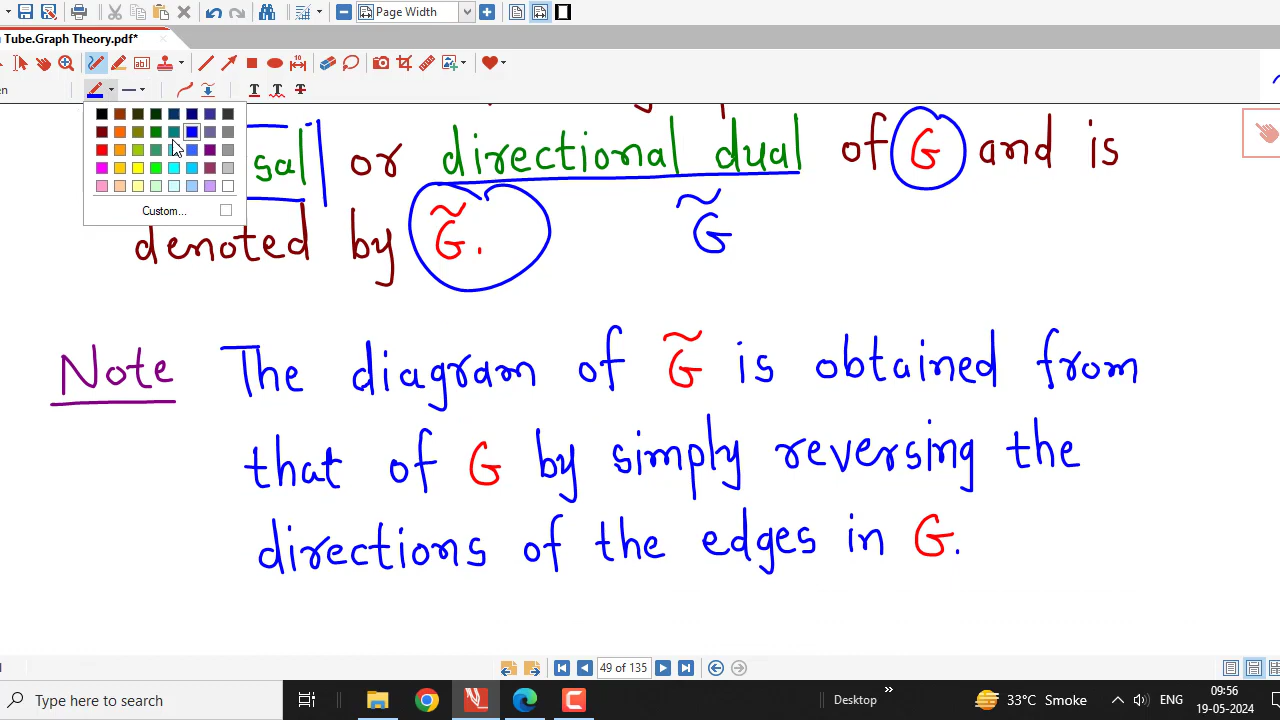 Page Width
Tube.Graph Theory.pdf*
sal or directional dual of G and is
denoted by G̃. G̃
Custom...
Note The diagram of G̃ is obtained from
that of G by simply reversing the
directions of the edges in G.
49 of 135
Type here to search
Desktop
33°C Smoke
ENG
09:56
19-05-2024